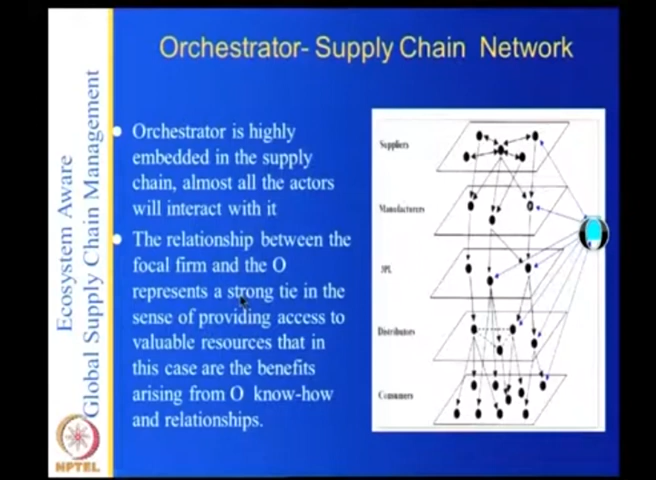 Orchestrator- Supply Chain Network
Ecosystem Aware
Global Supply Chain Management
Orchestrator is highly
embedded in the supply
chain, almost all the actors
will interact with it
The relationship between the
focal firm and the O
represents a strong tie in the
sense of providing access to
valuable resources that in
this case are the benefits
arising from O know-how
and relationships.
Suppliers
Manufacturers
3PL
Distributors
Consumers
NPTEL